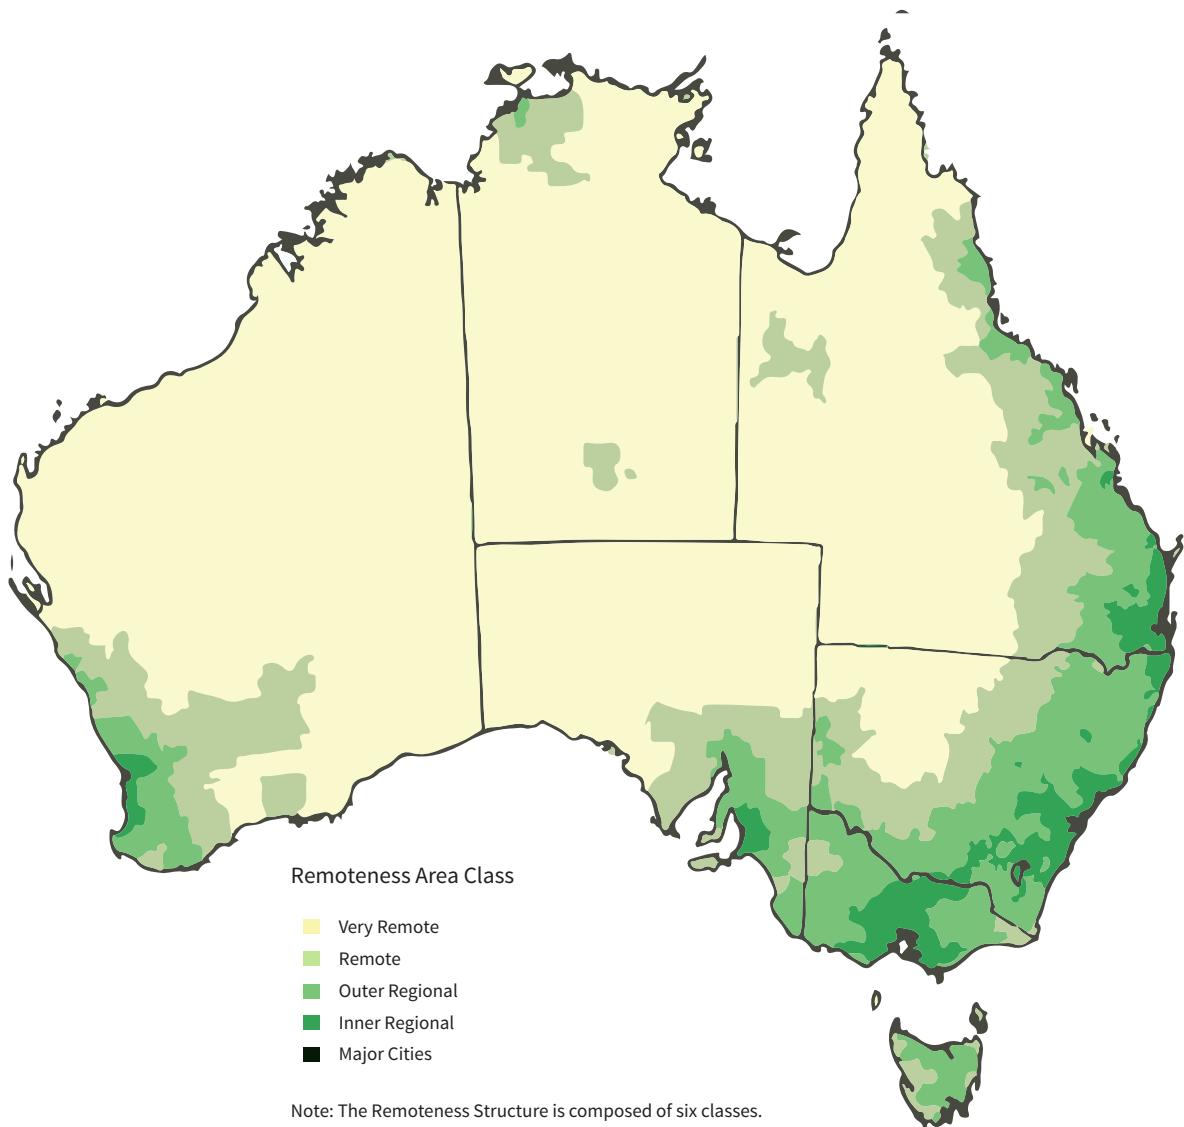 Remoteness Area Class
Very Remote
Remote
Outer Regional
Inner Regional
Major Cities
Note: The Remoteness Structure is composed of six classes.